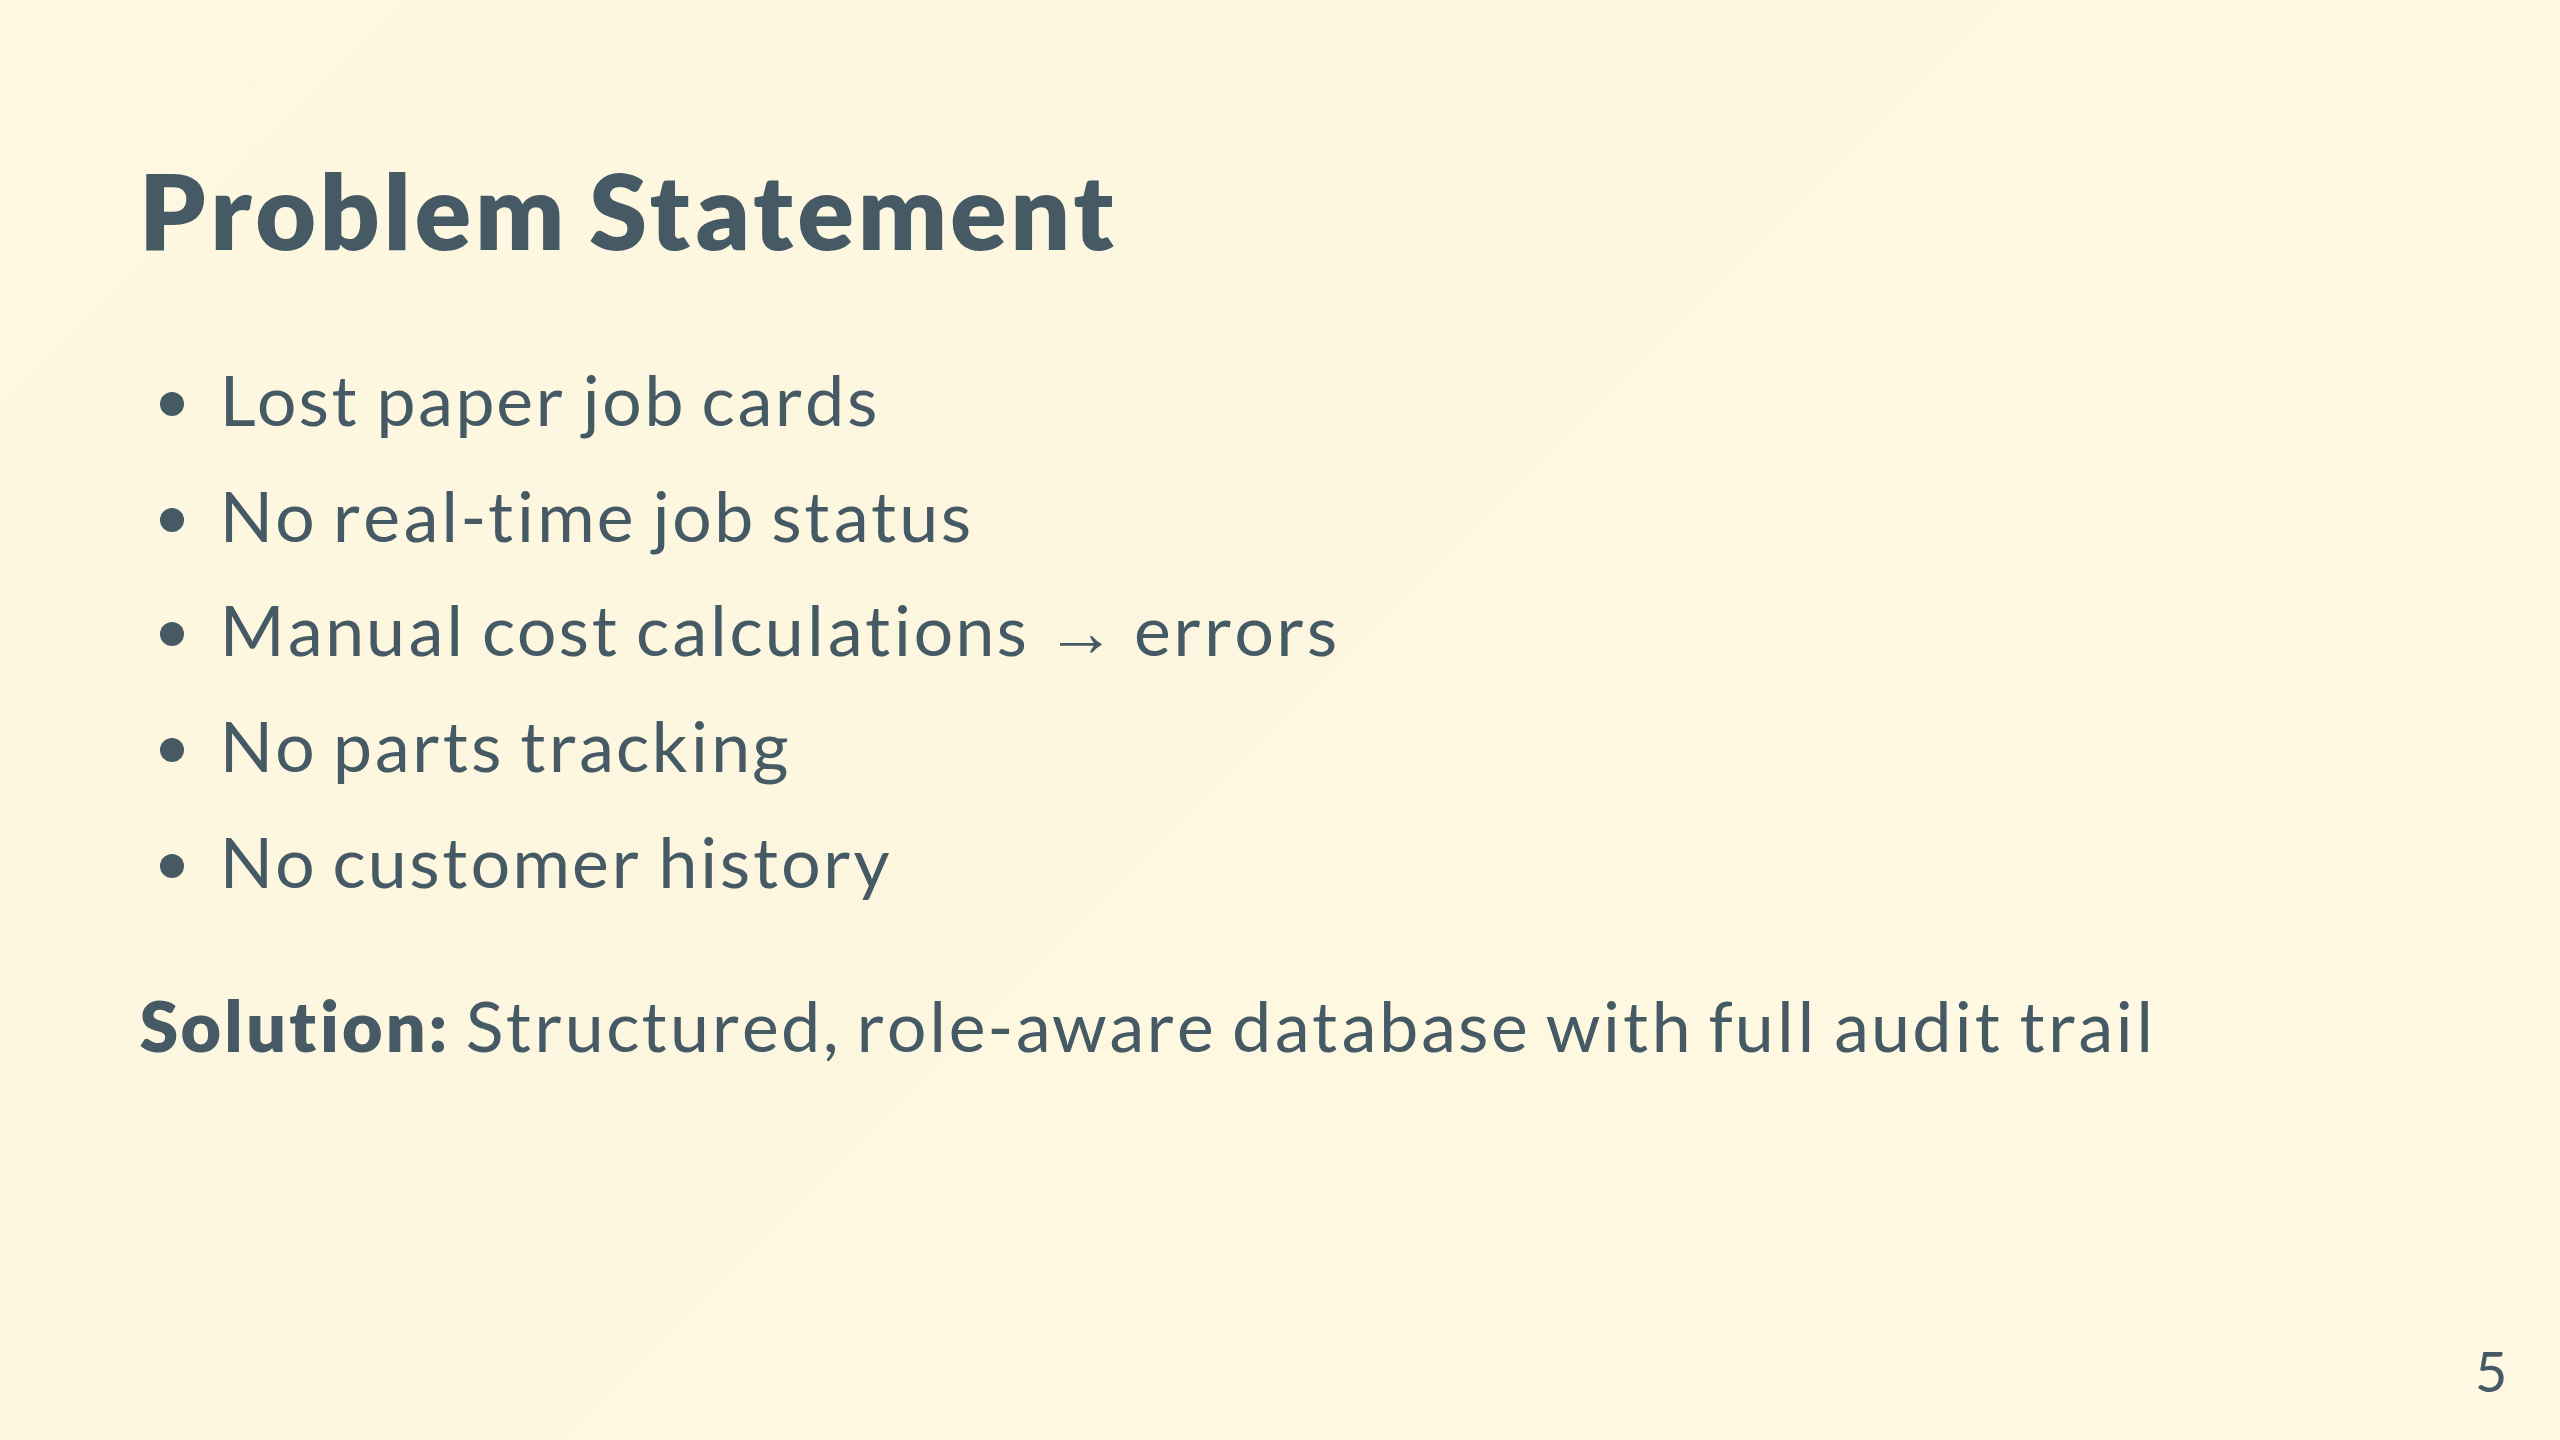 Problem Statement
• Lost paper job cards
• No real-time job status
• Manual cost calculations → errors
• No parts tracking
• No customer history
Solution: Structured, role-aware database with full audit trail
5